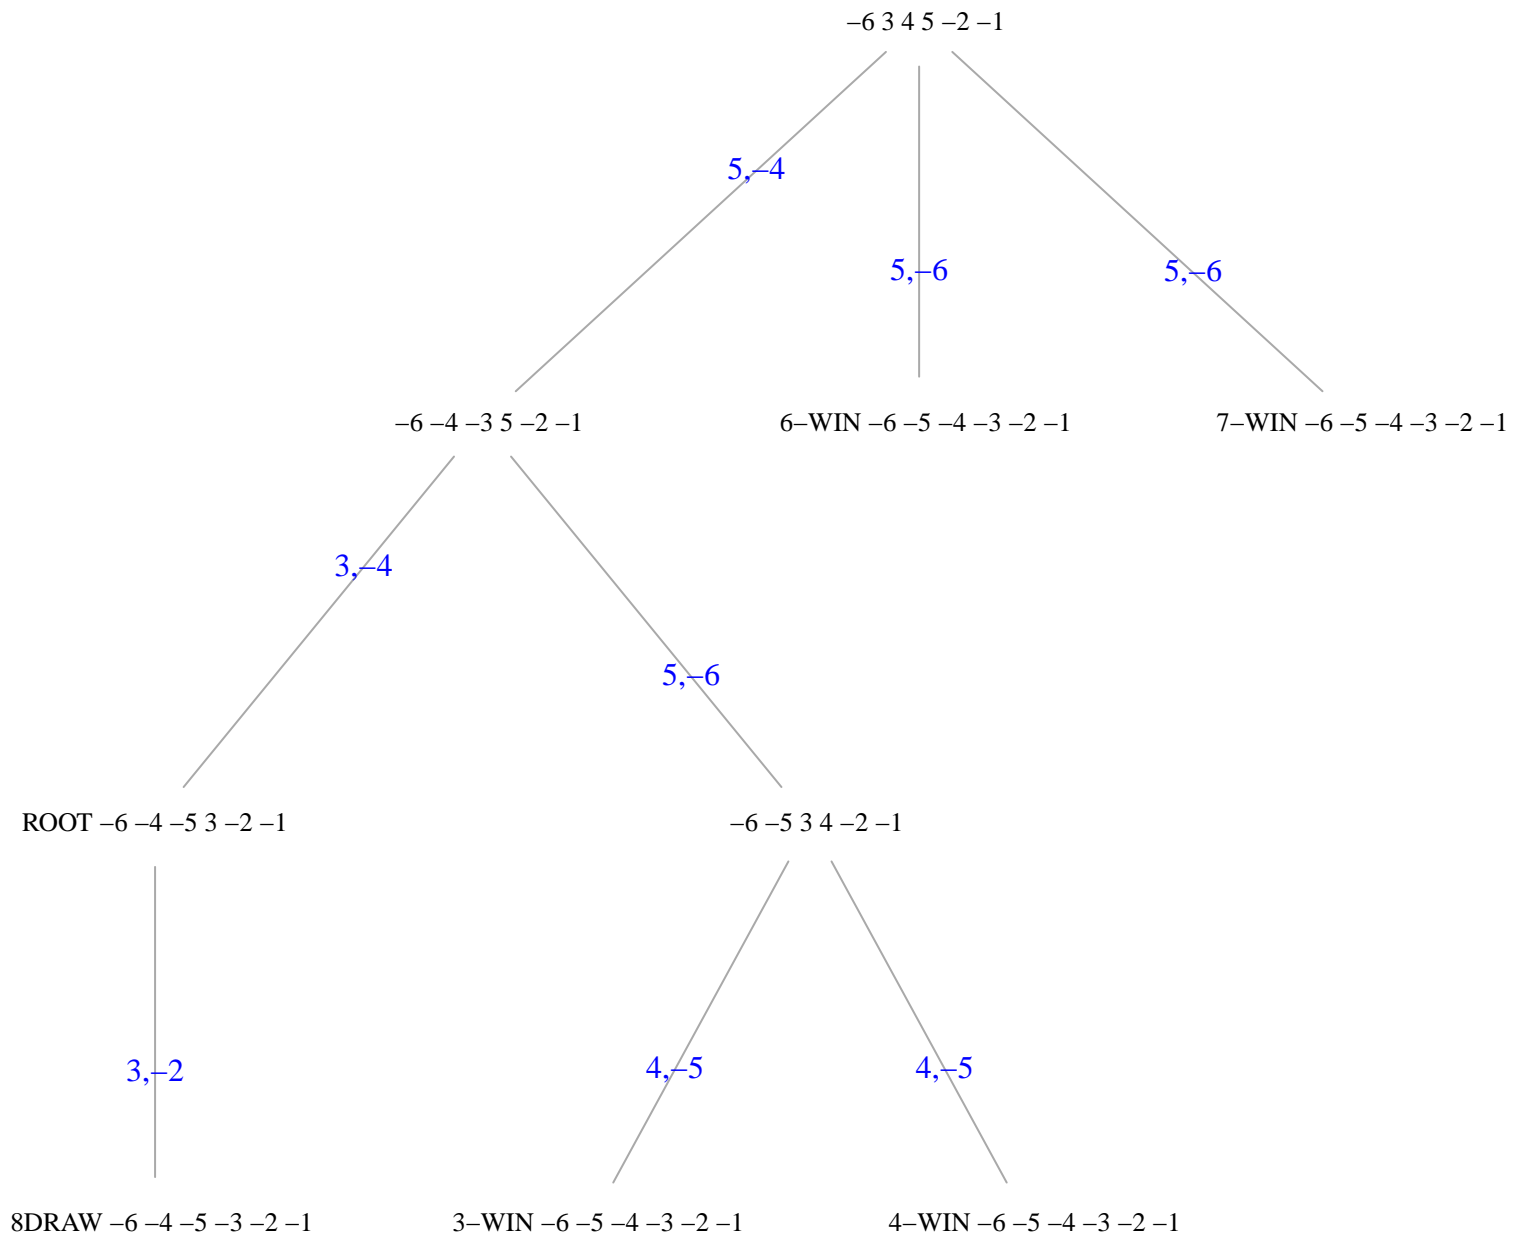 –6 3 4 5 –2 –1
5,–4
5,–6
5,–6
–6 –4 –3 5 –2 –1
6–WIN –6 –5 –4 –3 –2 –1
7–WIN –6 –5 –4 –3 –2 –1
3,–4
5,–6
ROOT –6 –4 –5 3 –2 –1
–6 –5 3 4 –2 –1
3,–2
4,–5
4,–5
8DRAW –6 –4 –5 –3 –2 –1
3–WIN –6 –5 –4 –3 –2 –1
4–WIN –6 –5 –4 –3 –2 –1